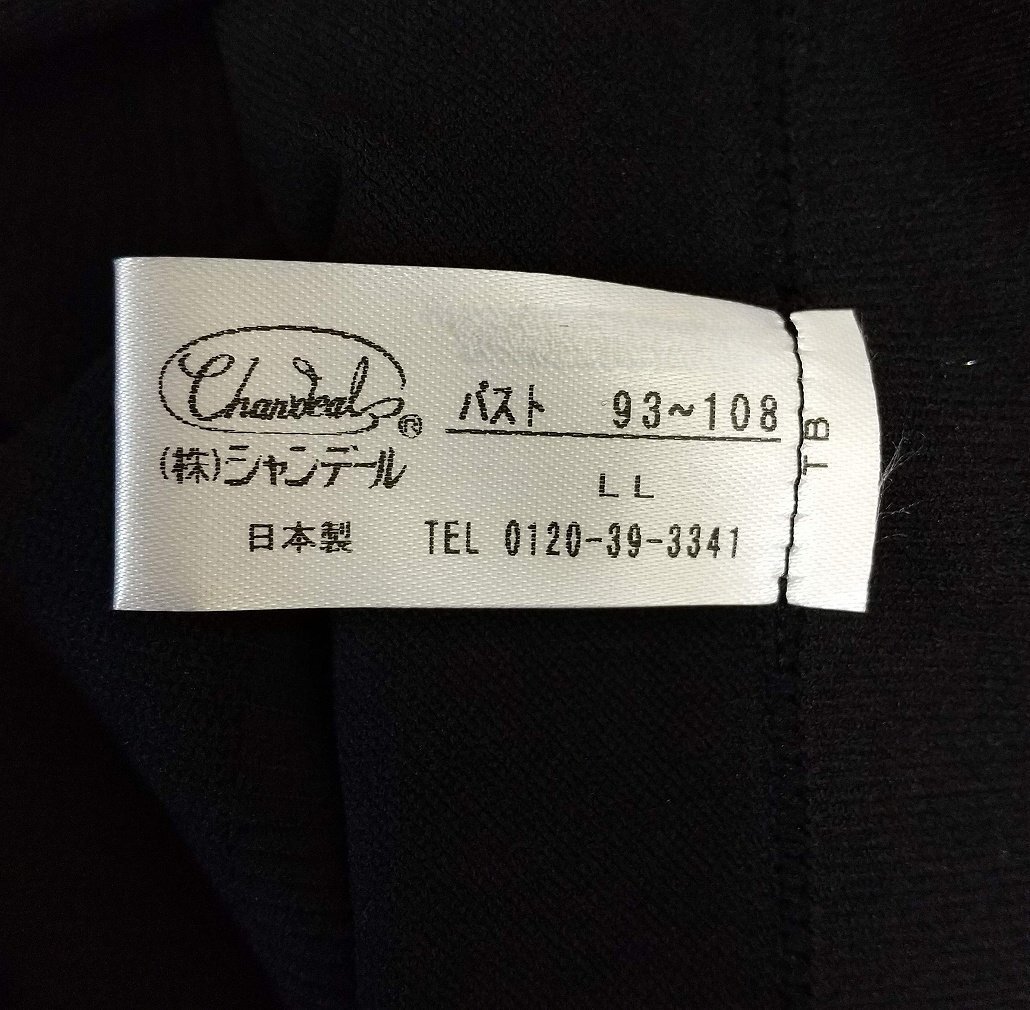 Chandeal®
(株)シャンデール
バスト 93~108
LL
日本製 TEL 0120-39-3341
TB